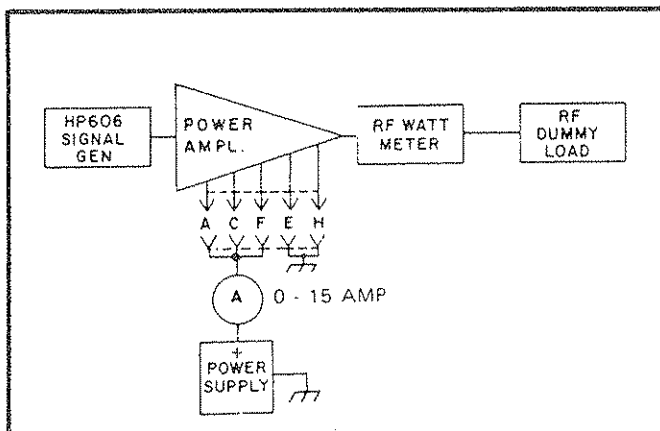 HP606
SIGNAL
GEN
POWER
AMPL.
RF WATT
METER
RF
DUMMY
LOAD
A C F E H
A 0 - 15 AMP
+
POWER
SUPPLY